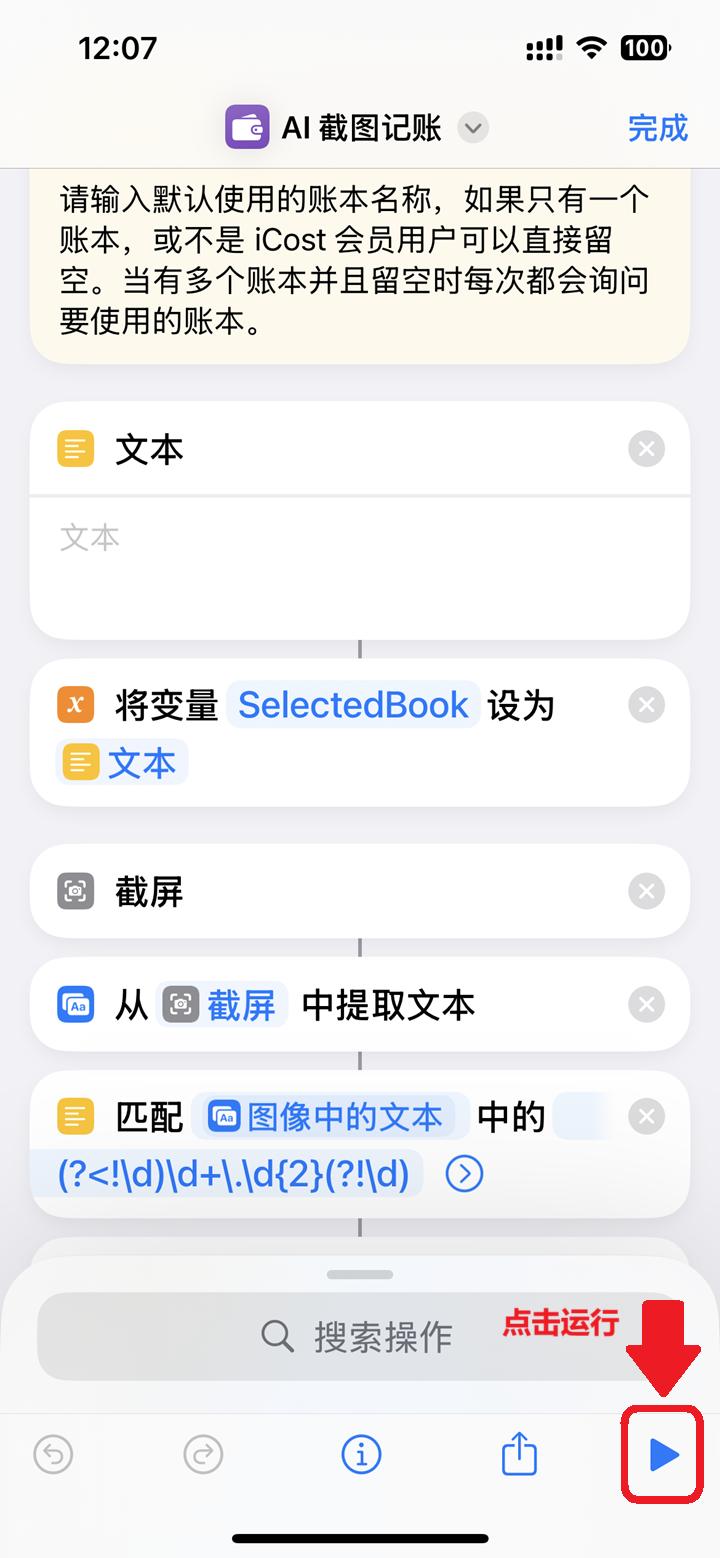 12:07
100
AI 截图记账
完成
请输入默认使用的账本名称，如果只有一个
账本，或不是 iCost 会员用户可以直接留
空。当有多个账本并且留空时每次都会询问
要使用的账本。
文本
文本
x 将变量 SelectedBook 设为
文本
截屏
Aa 从 截屏 中提取文本
匹配 Aa 图像中的文本 中的
(?<!\d)\d+\.\d{2}(?!\d)
搜索操作
点击运行